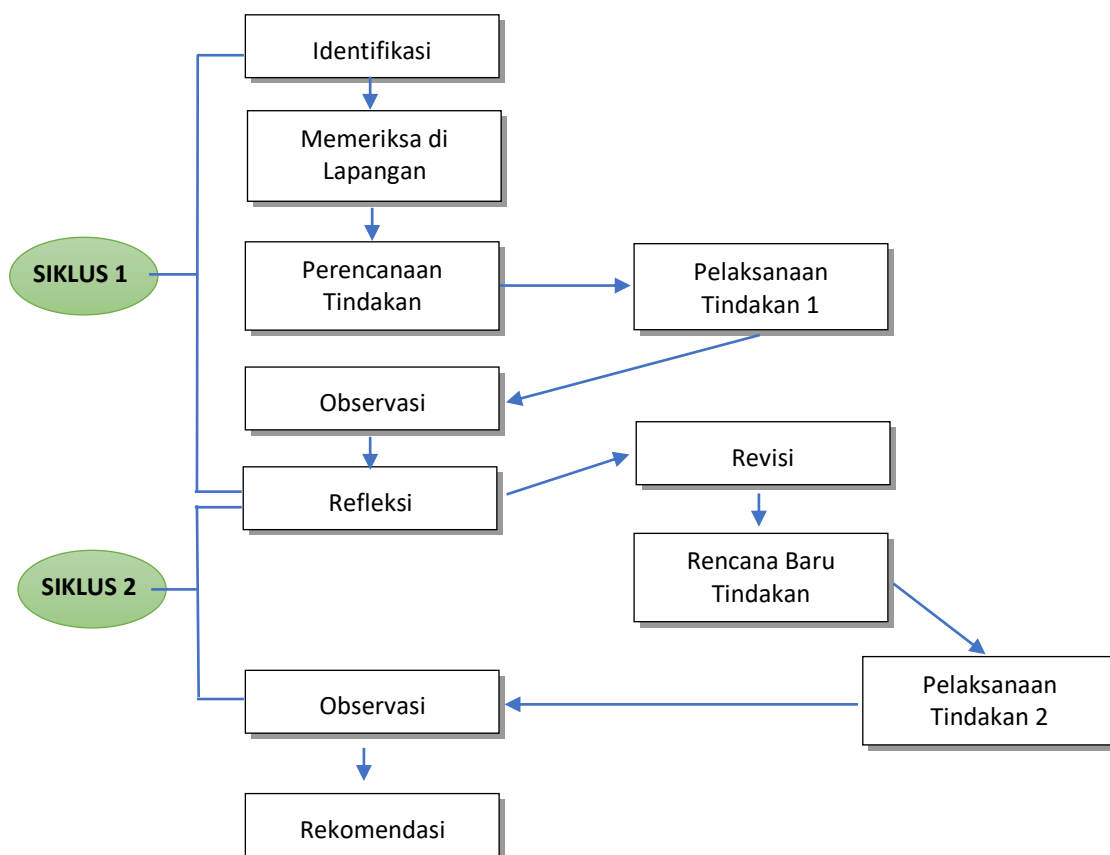 Identifikasi
Memeriksa di
Lapangan
SIKLUS 1
Perencanaan
Tindakan
Pelaksanaan
Tindakan 1
Observasi
Refleksi
Revisi
SIKLUS 2
Rencana Baru
Tindakan
Pelaksanaan
Tindakan 2
Observasi
Rekomendasi